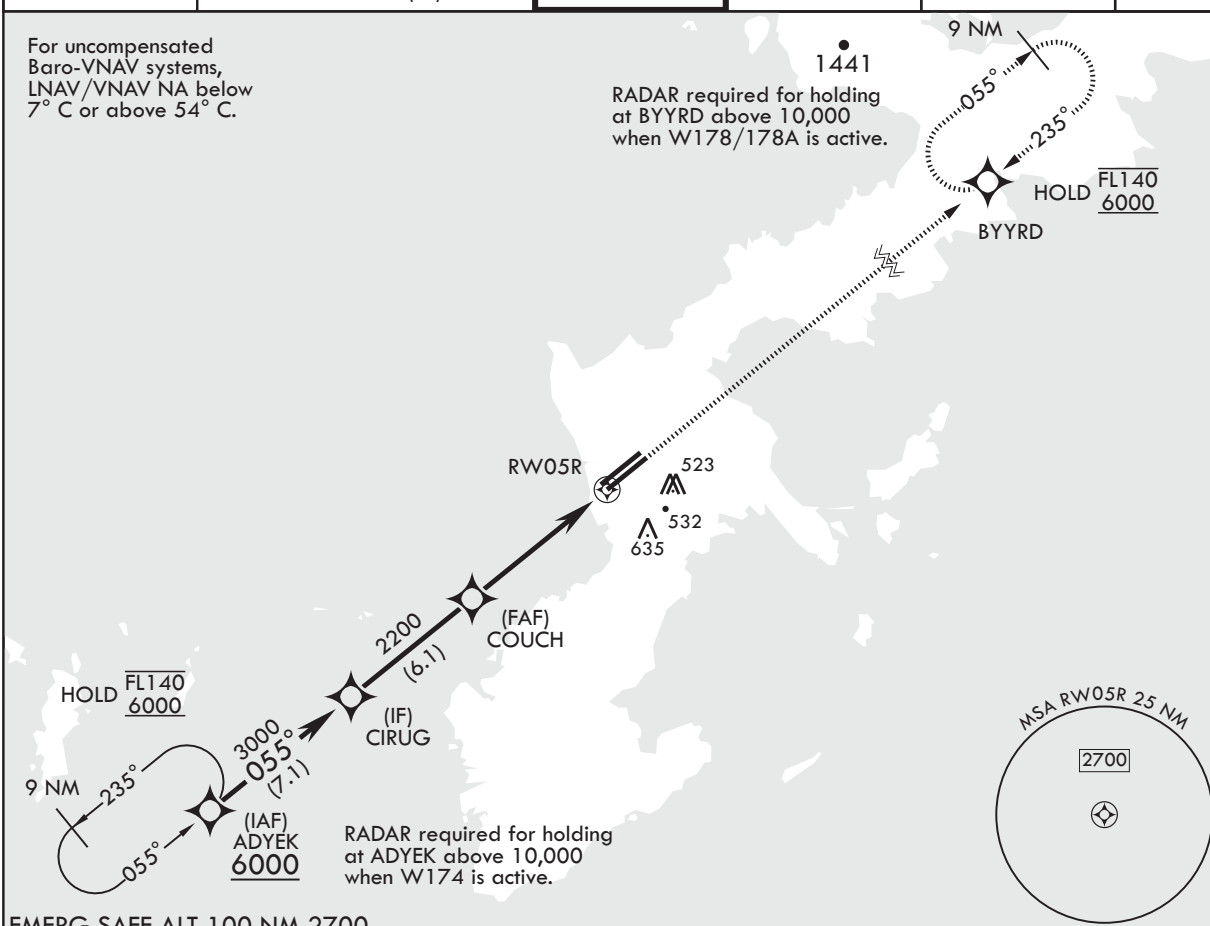 For uncompensated
Baro-VNAV systems,
LNAV/VNAV NA below
7° C or above 54° C.
1441
RADAR required for holding
at BYYRD above 10,000
when W178/178A is active.
9 NM
055°
235°
HOLD FL140
6000
BYYRD
RW05R
523
532
635
(FAF)
COUCH
2200
(6.1)
HOLD FL140
6000
(IF)
CIRUG
3000
055°
(7.1)
9 NM
235°
055°
(IAF)
ADYEK
6000
RADAR required for holding
at ADYEK above 10,000
when W174 is active.
MSA RW05R 25 NM
2700
EMERG SAFE ALT 100 NM 2700